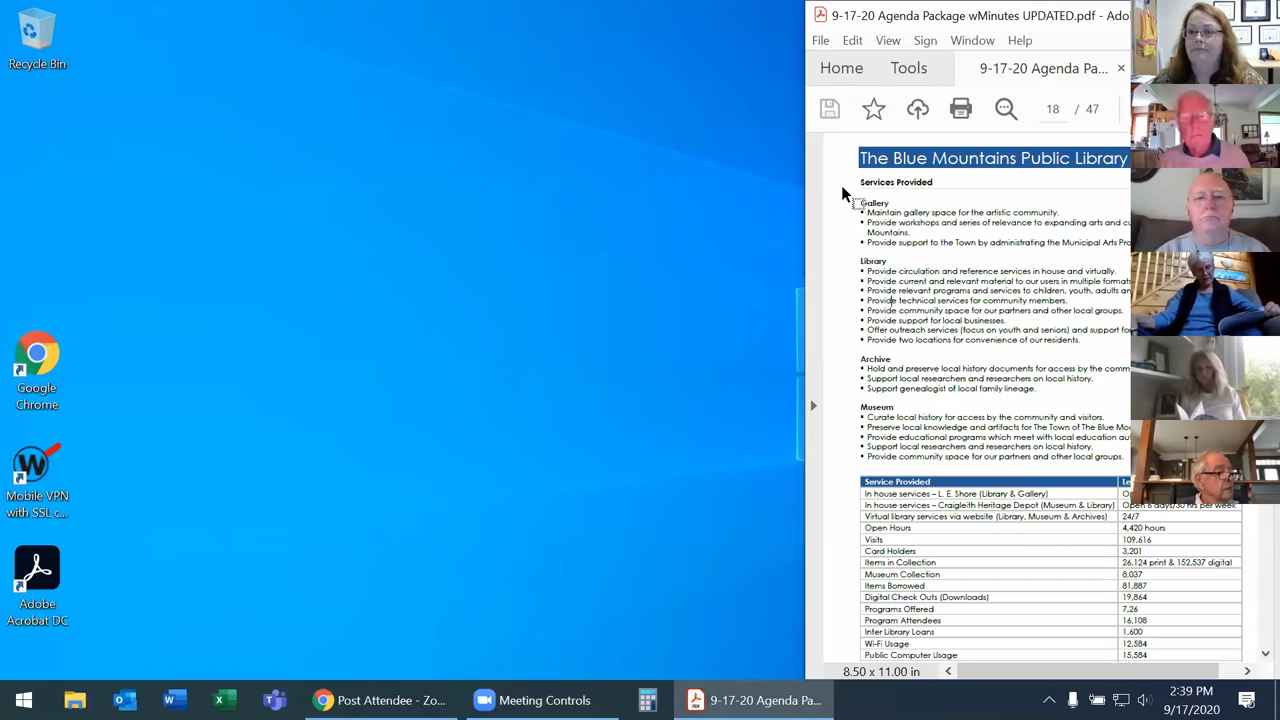 Recycle Bin
Google
Chrome
Mobile VPN
with SSL c...
Adobe
Acrobat DC
9-17-20 Agenda Package wMinutes UPDATED.pdf - Ado
File Edit View Sign Window Help
Home Tools 9-17-20 Agenda Pa... ×
18 / 47
The Blue Mountains Public Library
Services Provided
Gallery
▪ Maintain gallery space for the artistic community.
▪ Provide workshops and series of relevance to expanding arts and cu
Mountains.
▪ Provide support to the Town by administrating the Municipal Arts Pro
Library
▪ Provide circulation and reference services in house and virtually.
▪ Provide current and relevant material to our users in multiple formats
▪ Provide relevant programs and services to children, youth, adults an
▪ Provide technical services for community members.
▪ Provide community space for our partners and other local groups.
▪ Provide support for local businesses.
▪ Offer outreach services (focus on youth and seniors) and support fo
▪ Provide two locations for convenience of our residents.
Archive
▪ Hold and preserve local history documents for access by the comm
▪ Support local researchers and researchers on local history.
▪ Support genealogist of local family lineage.
Museum
▪ Curate local history for access by the community and visitors.
▪ Preserve local knowledge and artifacts for The Town of The Blue Mou
▪ Provide educational programs which meet with local education aut
▪ Support local researchers and researchers on local history.
▪ Provide community space for our partners and other local groups.
Service Provided Le
In house services – L. E. Shore (Library & Gallery) Op
In house services – Craigleith Heritage Depot (Museum & Library) Open 6 days/30 hrs per week
Virtual library services via website (Library, Museum & Archives) 24/7
Open Hours 4,420 hours
Visits 109,616
Card Holders 3,201
Items in Collection 26,124 print & 152,537 digital
Museum Collection 8,037
Items Borrowed 81,887
Digital Check Outs (Downloads) 19,864
Programs Offered 7,26
Program Attendees 16,108
Inter Library Loans 1,600
Wi-Fi Usage 12,584
Public Computer Usage 15,584
8.50 x 11.00 in
Post Attendee - Zo... Meeting Controls 9-17-20 Agenda Pa... 2:39 PM
9/17/2020